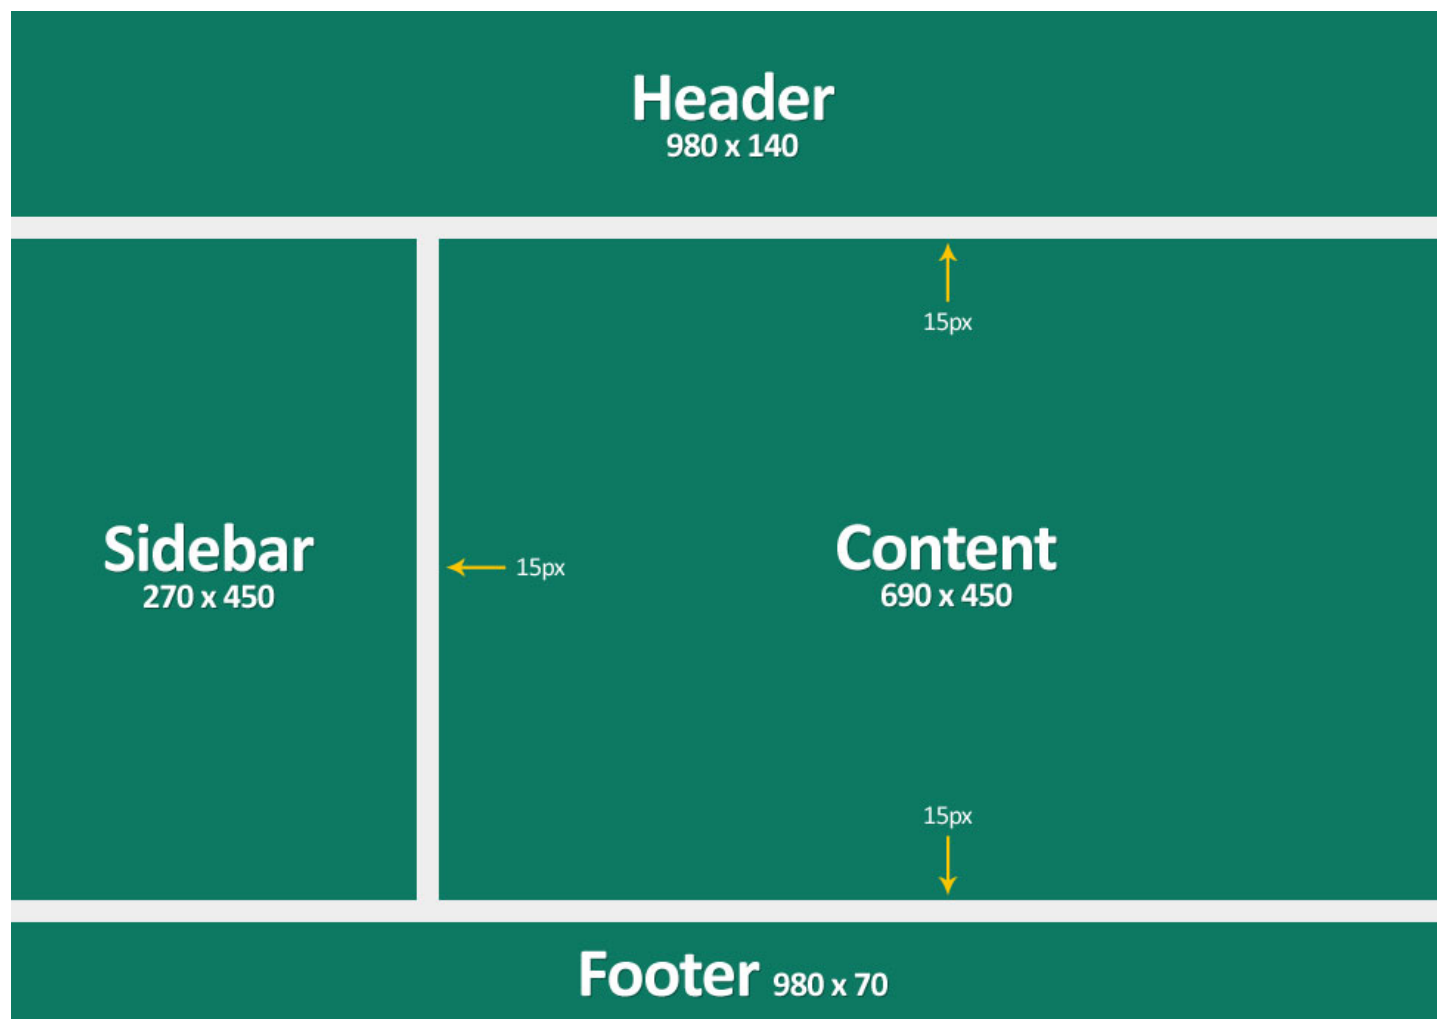 Header
980 x 140
15px
Sidebar
270 x 450
15px
Content
690 x 450
15px
Footer 980 x 70